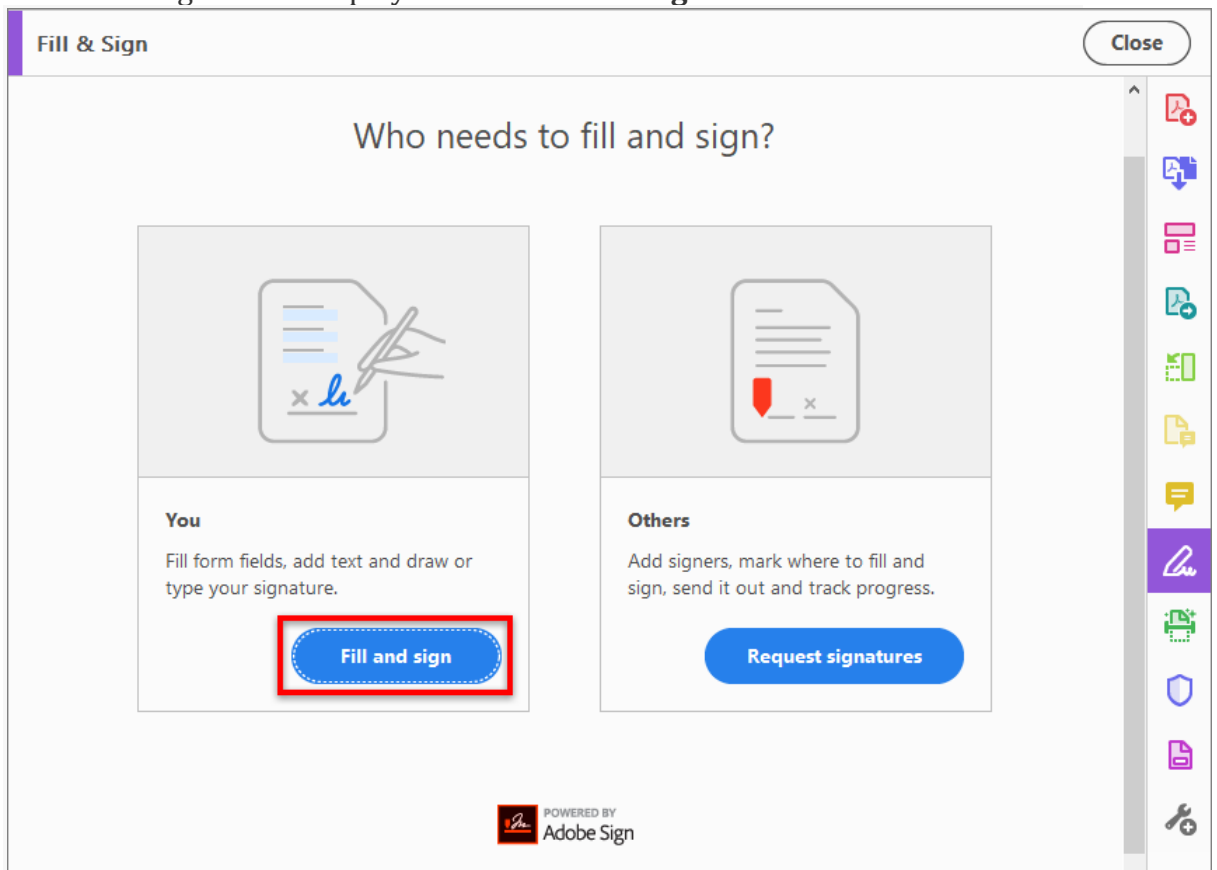 Fill & Sign
Close
Who needs to fill and sign?
You
Fill form fields, add text and draw or
type your signature.
Fill and sign
Others
Add signers, mark where to fill and
sign, send it out and track progress.
Request signatures
POWERED BY
Adobe Sign